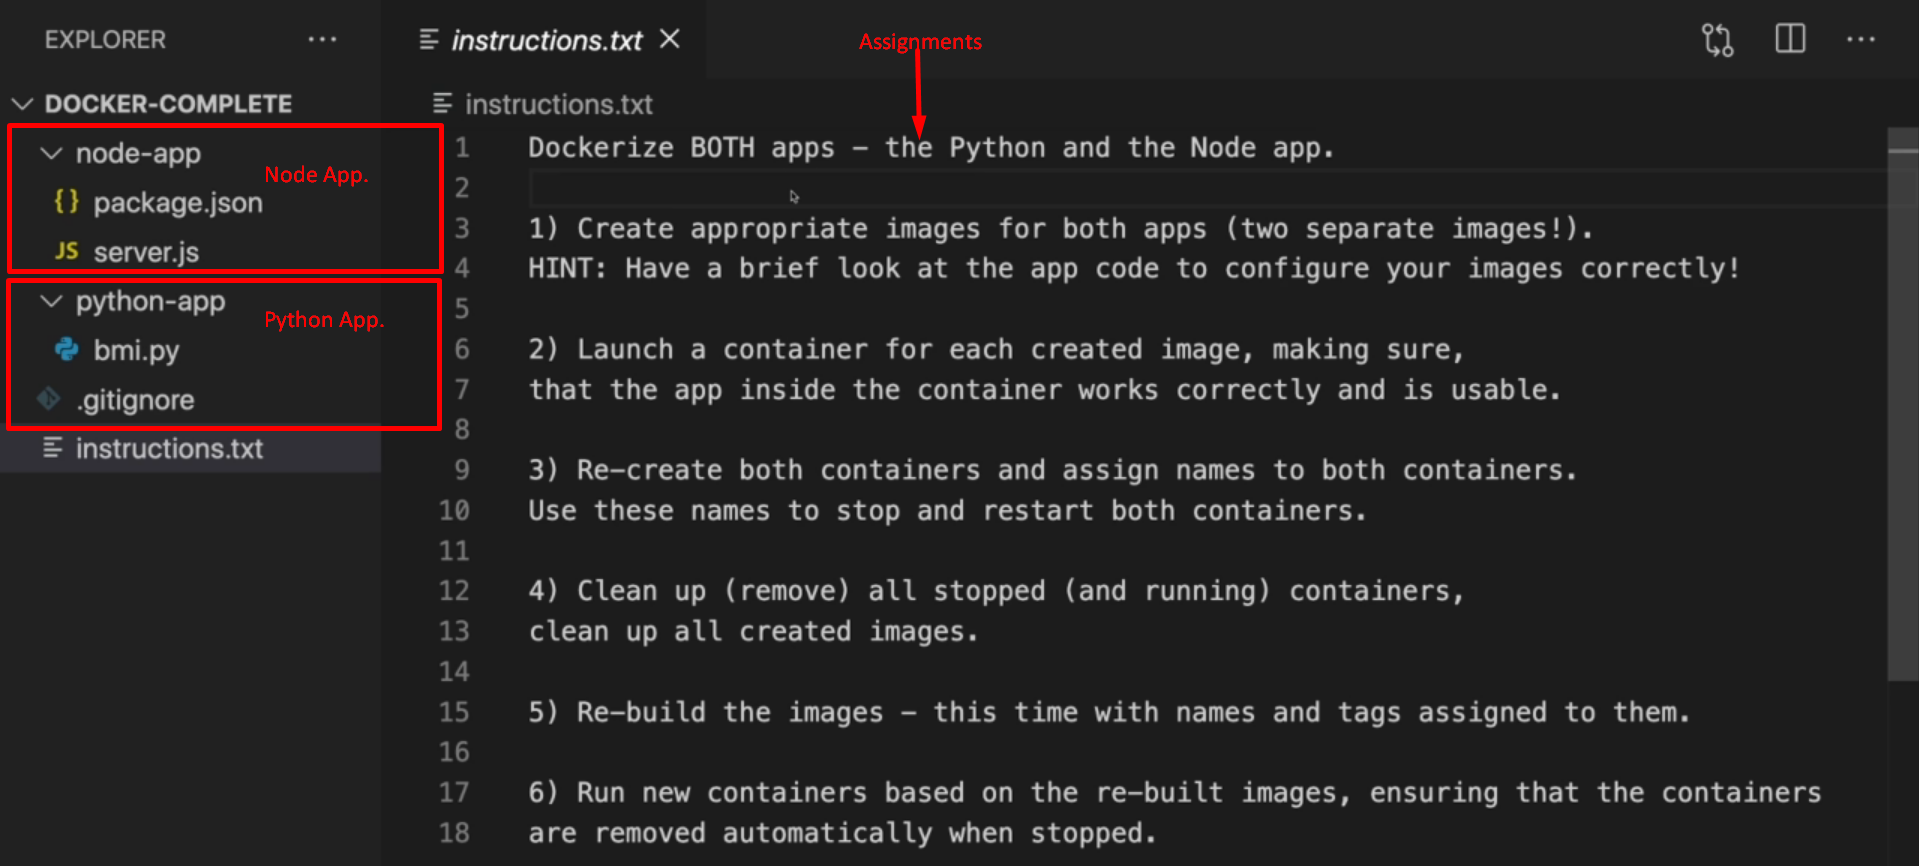 EXPLORER ...
instructions.txt ×
Assignments
DOCKER-COMPLETE
instructions.txt
node-app
Node App.
{} package.json
JS server.js
python-app
Python App.
bmi.py
.gitignore
instructions.txt
1 Dockerize BOTH apps – the Python and the Node app.
2
3 1) Create appropriate images for both apps (two separate images!).
4 HINT: Have a brief look at the app code to configure your images correctly!
5
6 2) Launch a container for each created image, making sure,
7 that the app inside the container works correctly and is usable.
8
9 3) Re-create both containers and assign names to both containers.
10 Use these names to stop and restart both containers.
11
12 4) Clean up (remove) all stopped (and running) containers,
13 clean up all created images.
14
15 5) Re-build the images – this time with names and tags assigned to them.
16
17 6) Run new containers based on the re-built images, ensuring that the containers
18 are removed automatically when stopped.